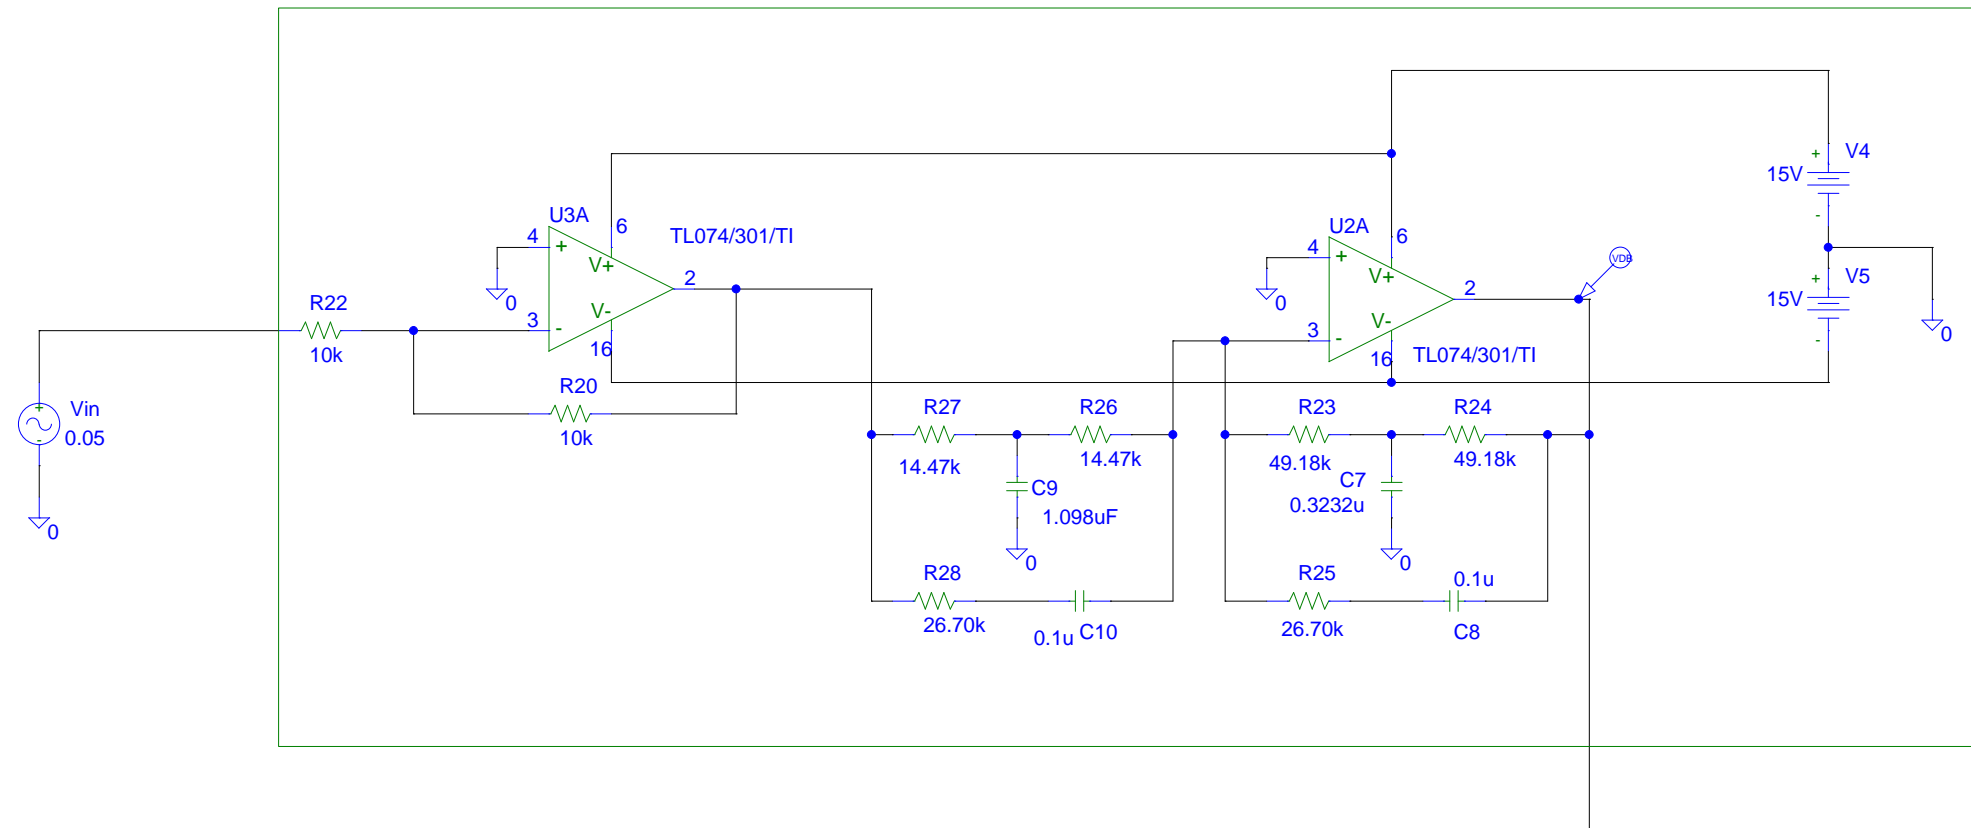 V4
+
15V
-
U3A
6
TL074/301/TI
4
+
V+
2
0
V-
3
-
16
U2A
6
4
+
V+
2
0
V-
3
-
16
TL074/301/TI
VDB
V5
+
15V
-
0
R22
10k
R20
10k
Vin
+
-
0.05
0
R27
14.47k
R26
14.47k
C9
1.098uF
0
R28
26.70k
0.1u
C10
R23
49.18k
R24
49.18k
C7
0.3232u
0
R25
26.70k
0.1u
C8